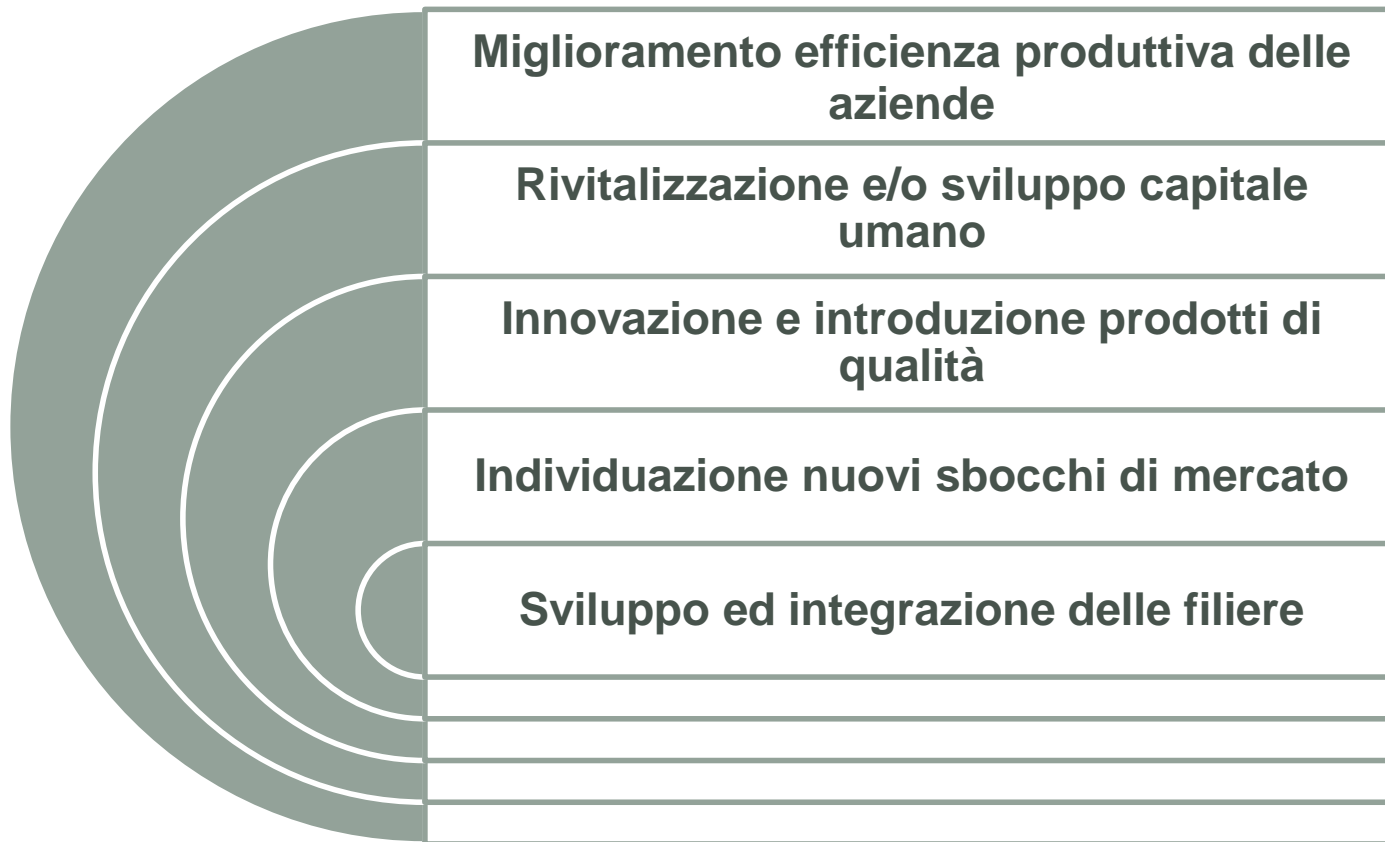 Miglioramento efficienza produttiva delle
aziende
Rivitalizzazione e/o sviluppo capitale
umano
Innovazione e introduzione prodotti di
qualità
Individuazione nuovi sbocchi di mercato
Sviluppo ed integrazione delle filiere